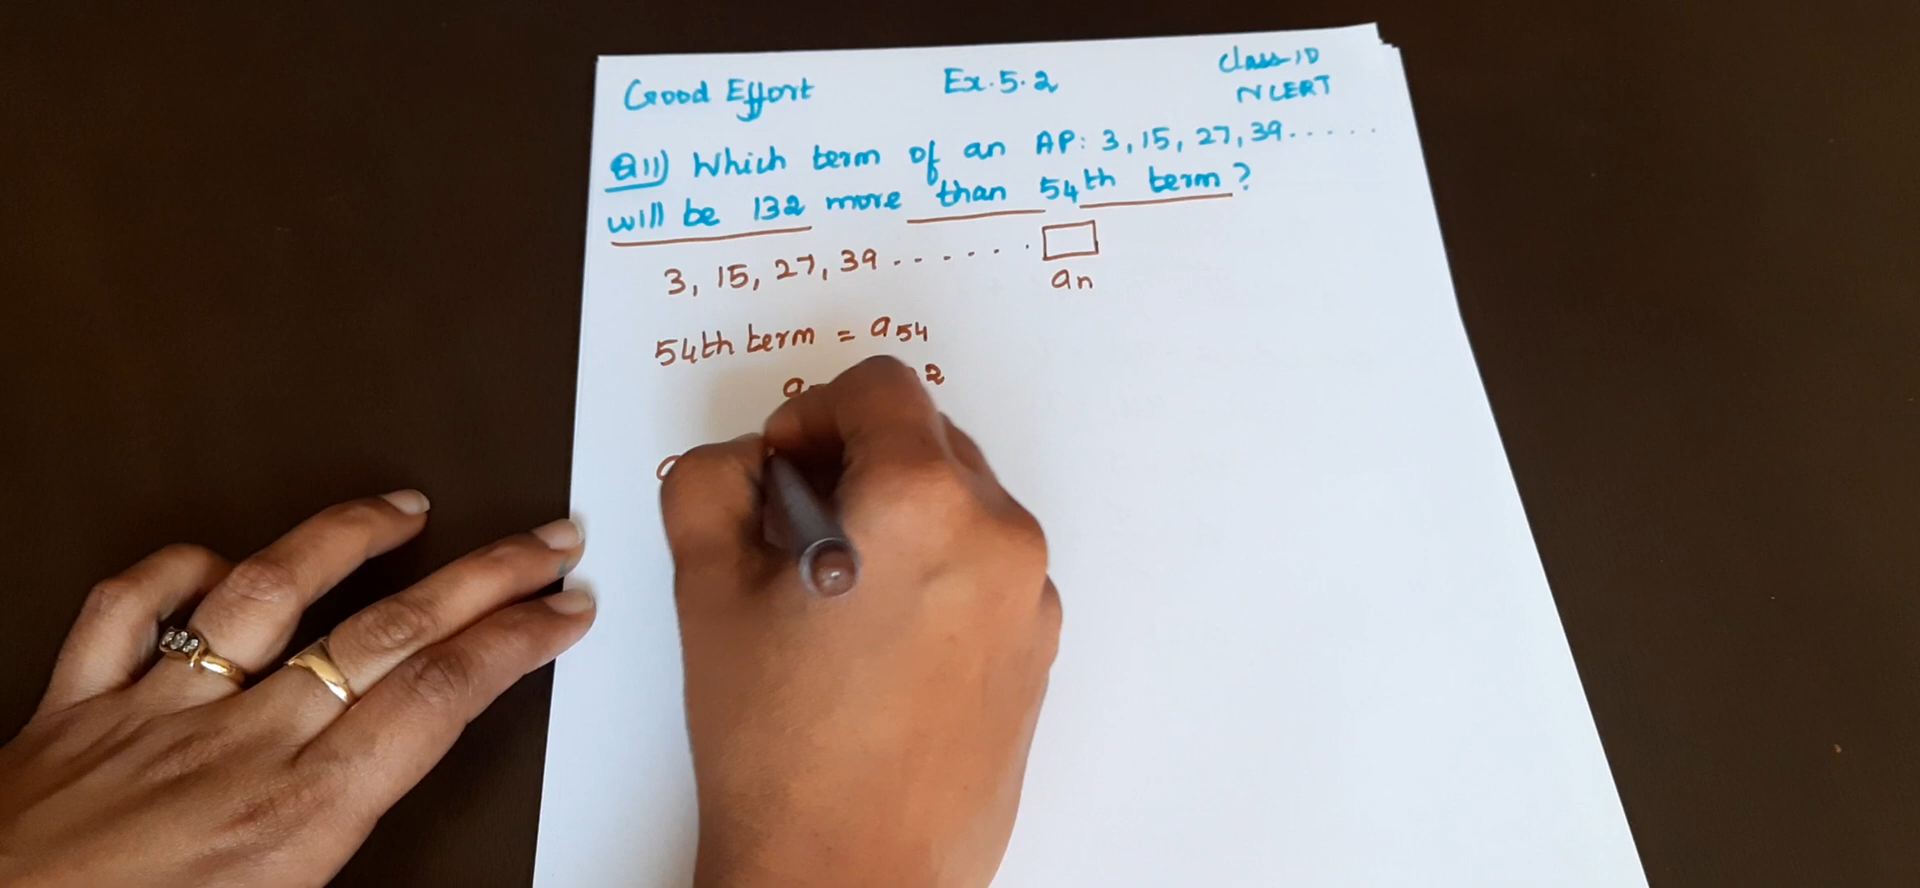 Good Effort Ex.5.2 Class-10
NCERT
Q11) Which term of an AP: 3, 15, 27, 39.....
will be 132 more than 54th term?
3, 15, 27, 39 ...... 
an
54th term = a54